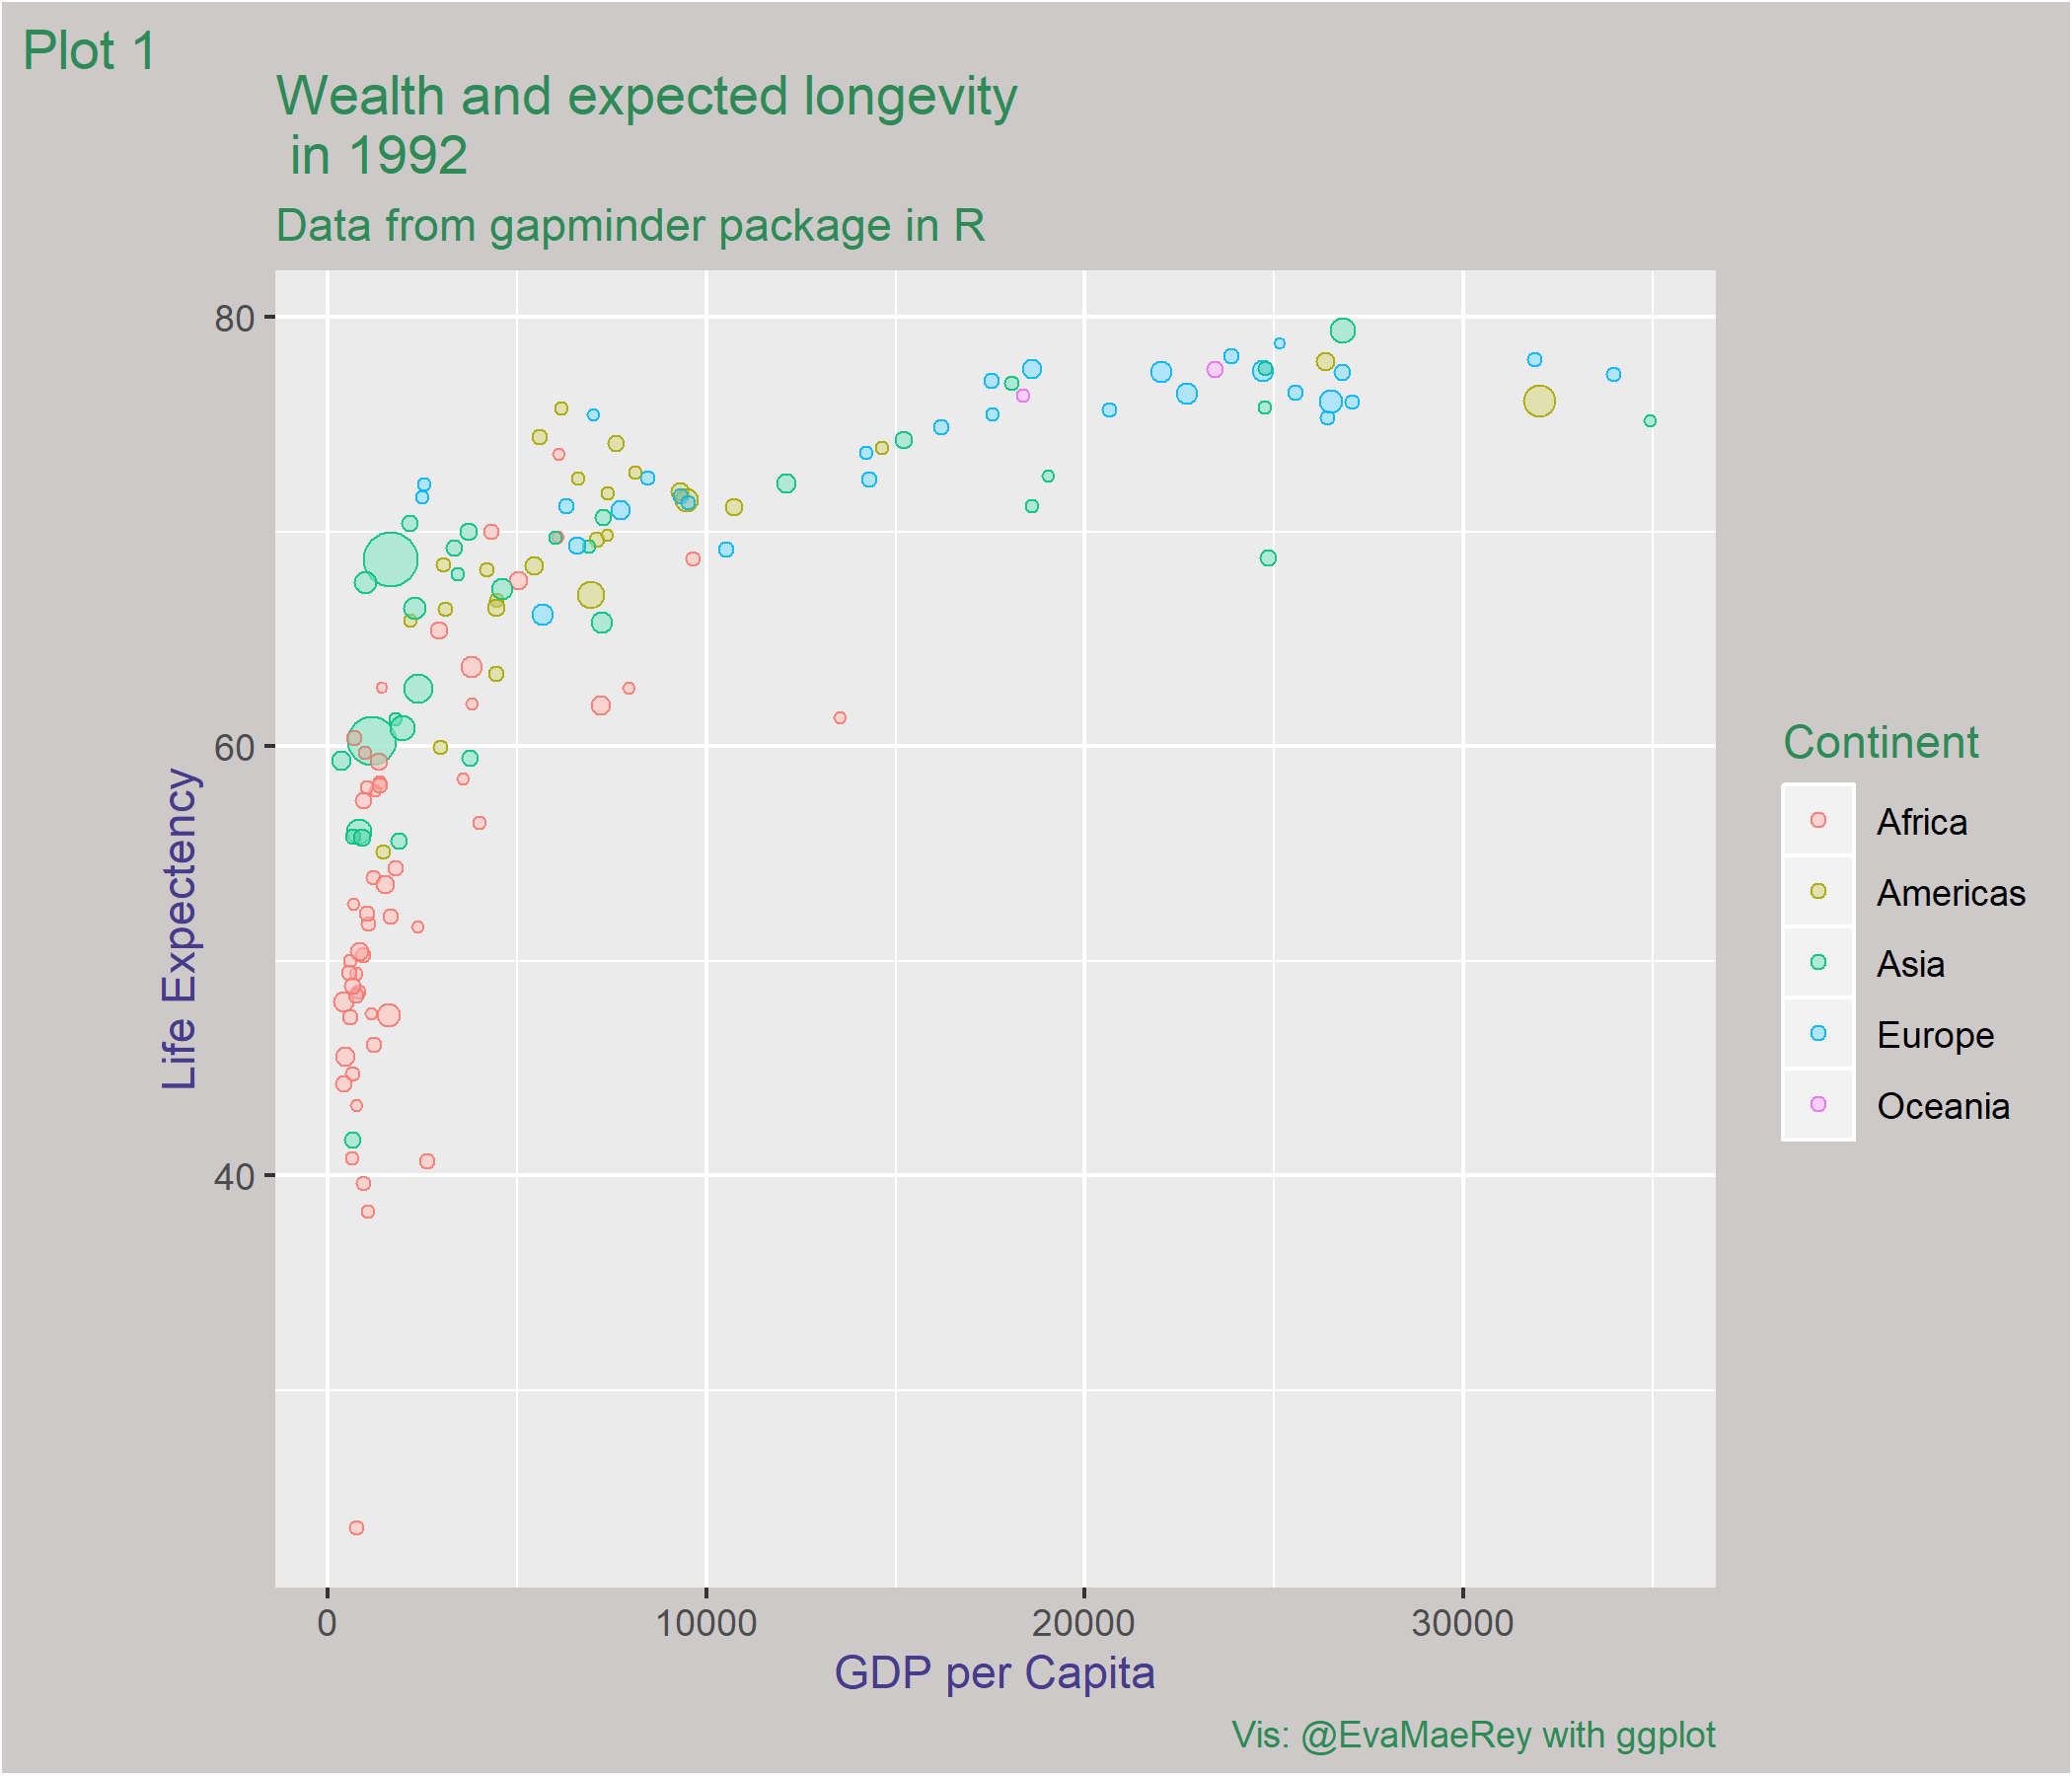 Plot 1
Wealth and expected longevity
in 1992
Data from gapminder package in R
80
60
40
Life Expectency
0 10000 20000 30000
GDP per Capita
Continent
Africa
Americas
Asia
Europe
Oceania
Vis: @EvaMaeRey with ggplot